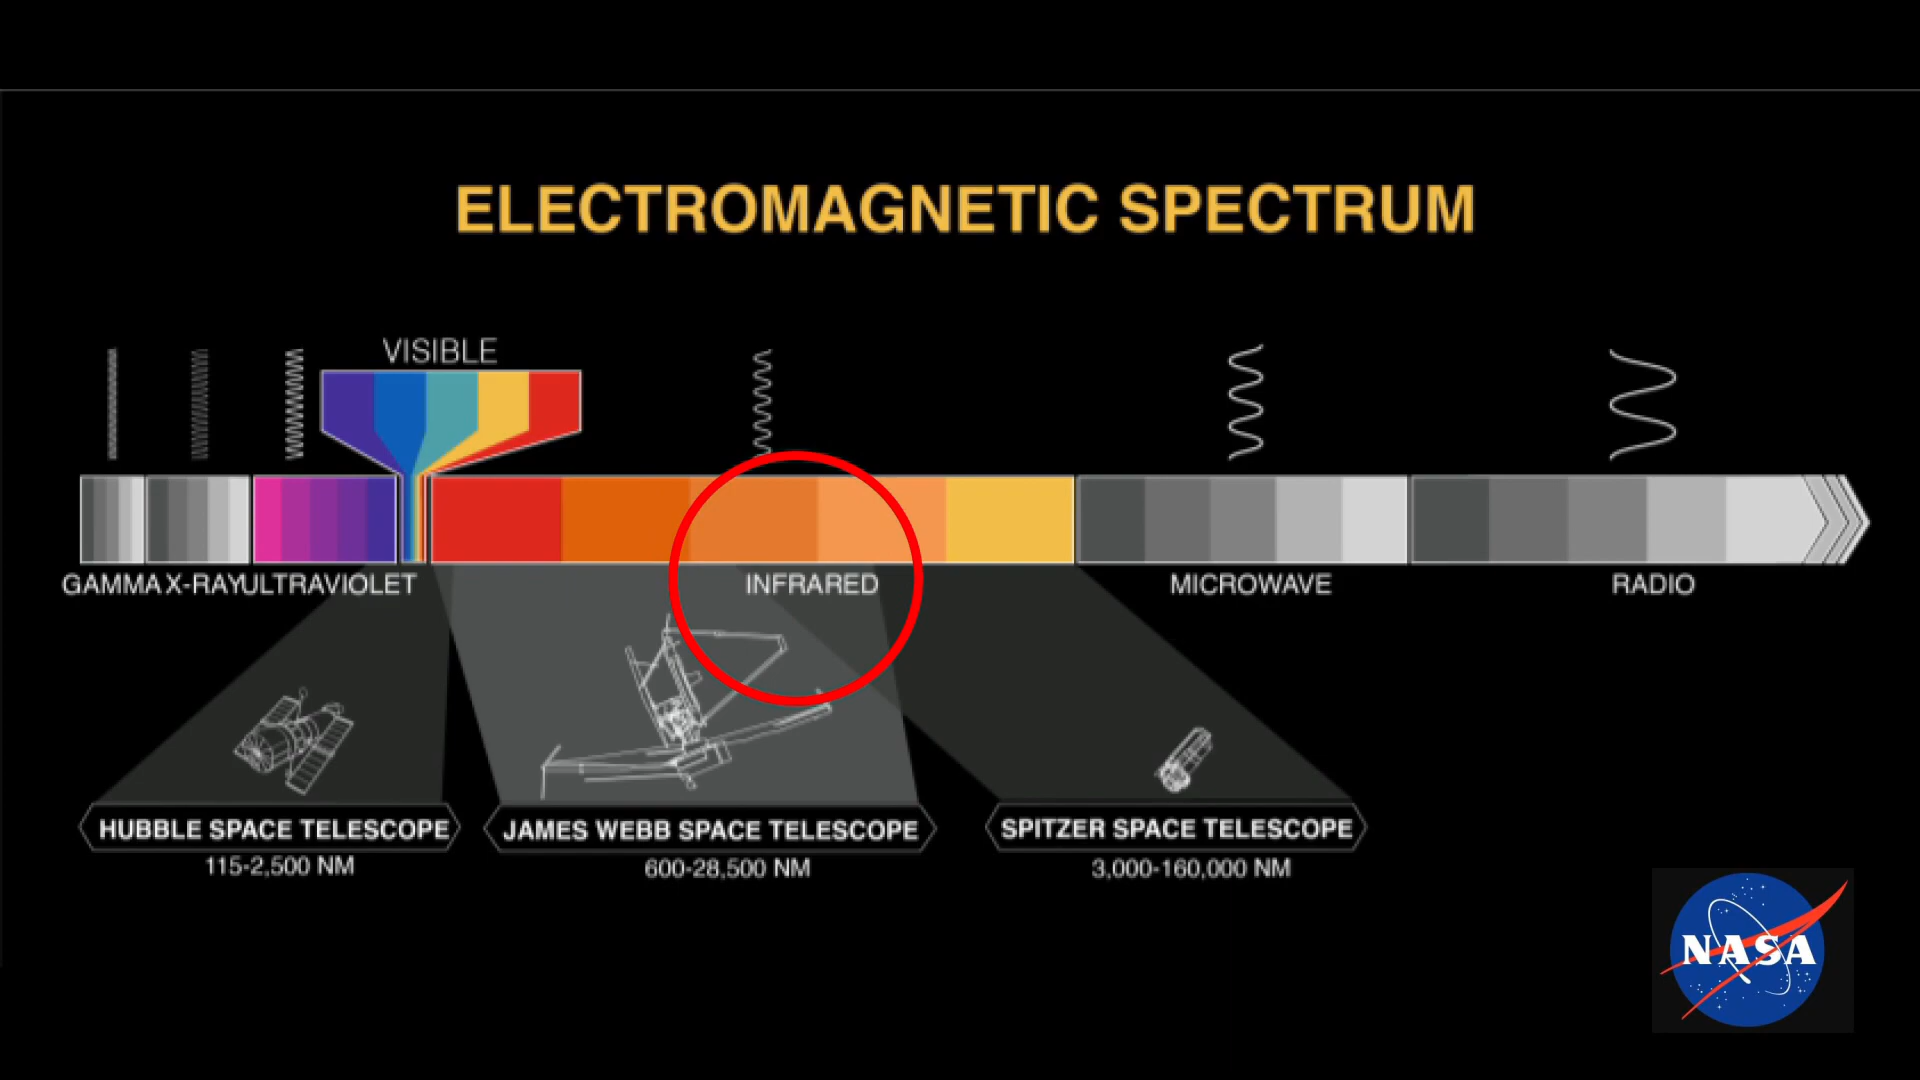 ELECTROMAGNETIC SPECTRUM
VISIBLE
GAMMA X-RAY ULTRAVIOLET INFRARED MICROWAVE RADIO
HUBBLE SPACE TELESCOPE
115-2,500 NM
JAMES WEBB SPACE TELESCOPE
600-28,500 NM
SPITZER SPACE TELESCOPE
3,000-160,000 NM
NASA